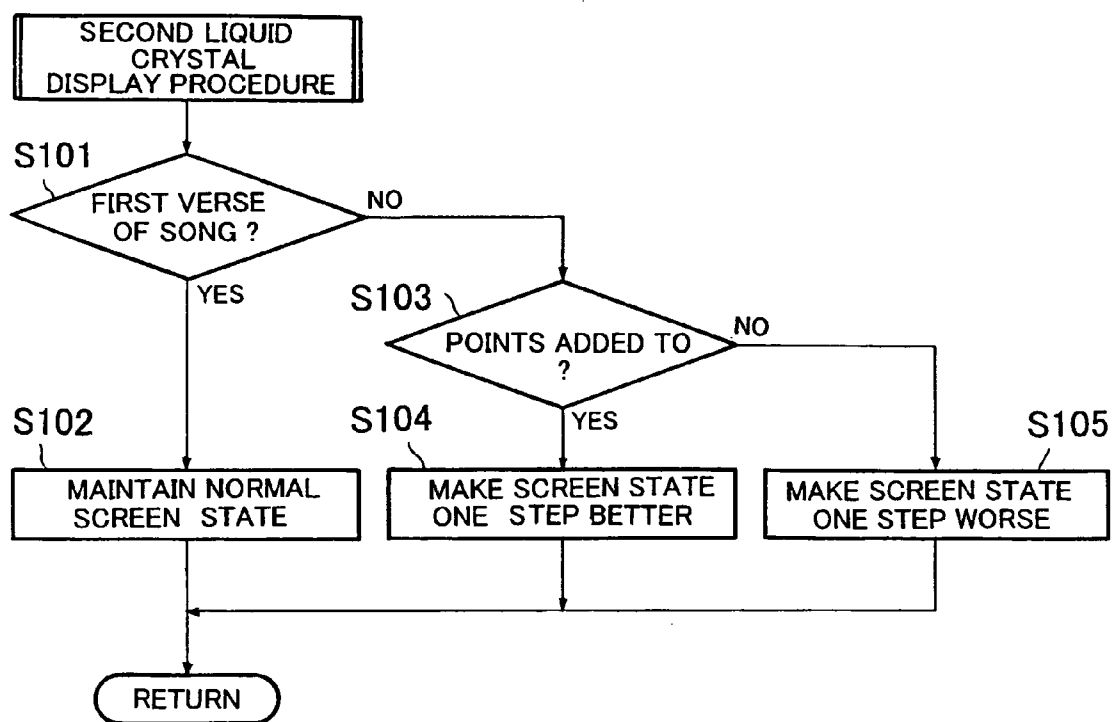 SECOND LIQUID
CRYSTAL
DISPLAY PROCEDURE
S101
FIRST VERSE
OF SONG ?
NO
YES
S103
POINTS ADDED TO
?
NO
YES
S102
MAINTAIN NORMAL
SCREEN STATE
S104
MAKE SCREEN STATE
ONE STEP BETTER
S105
MAKE SCREEN STATE
ONE STEP WORSE
RETURN